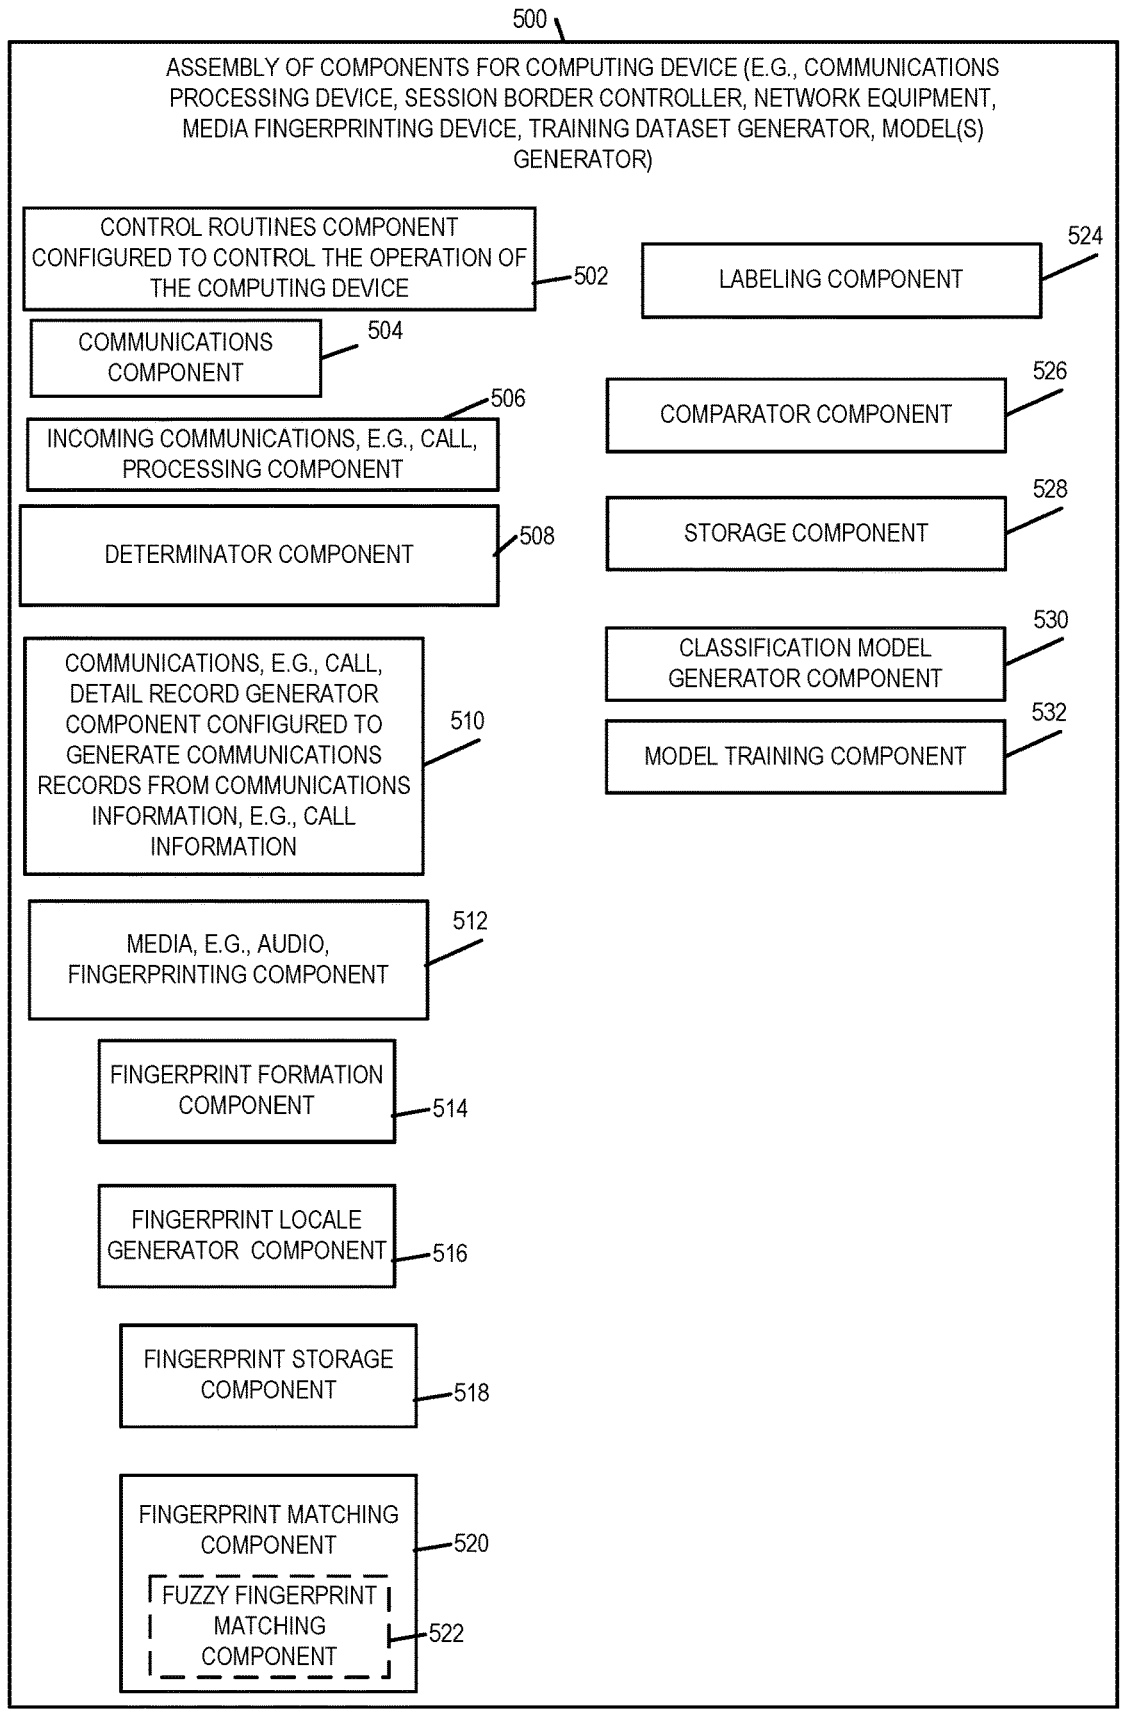 500
ASSEMBLY OF COMPONENTS FOR COMPUTING DEVICE (E.G., COMMUNICATIONS
PROCESSING DEVICE, SESSION BORDER CONTROLLER, NETWORK EQUIPMENT,
MEDIA FINGERPRINTING DEVICE, TRAINING DATASET GENERATOR, MODEL(S)
GENERATOR)
CONTROL ROUTINES COMPONENT
CONFIGURED TO CONTROL THE OPERATION OF
THE COMPUTING DEVICE
502
COMMUNICATIONS
COMPONENT
504
506
INCOMING COMMUNICATIONS, E.G., CALL,
PROCESSING COMPONENT
DETERMINATOR COMPONENT
508
COMMUNICATIONS, E.G., CALL,
DETAIL RECORD GENERATOR
COMPONENT CONFIGURED TO
GENERATE COMMUNICATIONS
RECORDS FROM COMMUNICATIONS
INFORMATION, E.G., CALL
INFORMATION
510
MEDIA, E.G., AUDIO,
FINGERPRINTING COMPONENT
512
FINGERPRINT FORMATION
COMPONENT
514
FINGERPRINT LOCALE
GENERATOR COMPONENT
516
FINGERPRINT STORAGE
COMPONENT
518
FINGERPRINT MATCHING
COMPONENT
520
FUZZY FINGERPRINT
MATCHING
COMPONENT
522
524
LABELING COMPONENT
526
COMPARATOR COMPONENT
528
STORAGE COMPONENT
530
CLASSIFICATION MODEL
GENERATOR COMPONENT
532
MODEL TRAINING COMPONENT